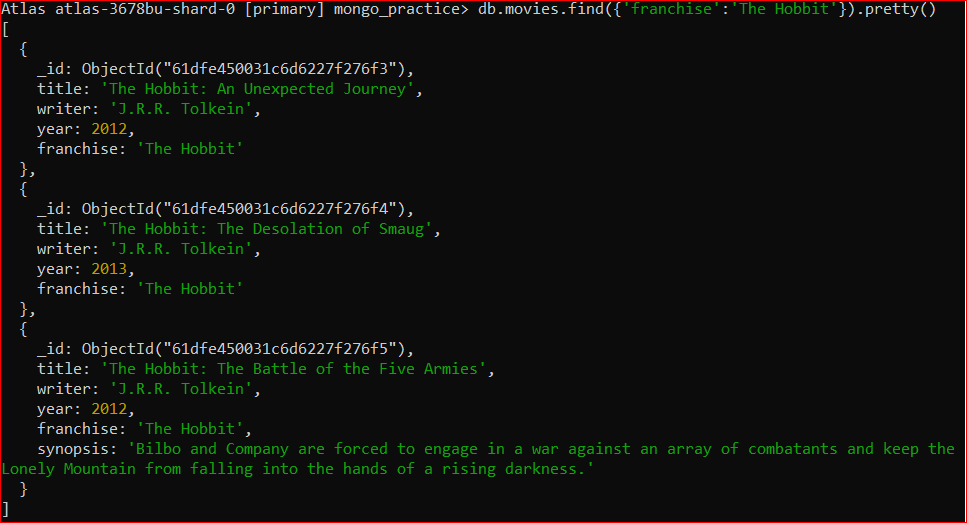 Atlas atlas-3678bu-shard-0 [primary] mongo_practice> db.movies.find({'franchise':'The Hobbit'}).pretty()
[
  {
    _id: ObjectId("61dfe450031c6d6227f276f3"),
    title: 'The Hobbit: An Unexpected Journey',
    writer: 'J.R.R. Tolkein',
    year: 2012,
    franchise: 'The Hobbit'
  },
  {
    _id: ObjectId("61dfe450031c6d6227f276f4"),
    title: 'The Hobbit: The Desolation of Smaug',
    writer: 'J.R.R. Tolkein',
    year: 2013,
    franchise: 'The Hobbit'
  },
  {
    _id: ObjectId("61dfe450031c6d6227f276f5"),
    title: 'The Hobbit: The Battle of the Five Armies',
    writer: 'J.R.R. Tolkein',
    year: 2012,
    franchise: 'The Hobbit',
    synopsis: 'Bilbo and Company are forced to engage in a war against an array of combatants and keep the
Lonely Mountain from falling into the hands of a rising darkness.'
  }
]